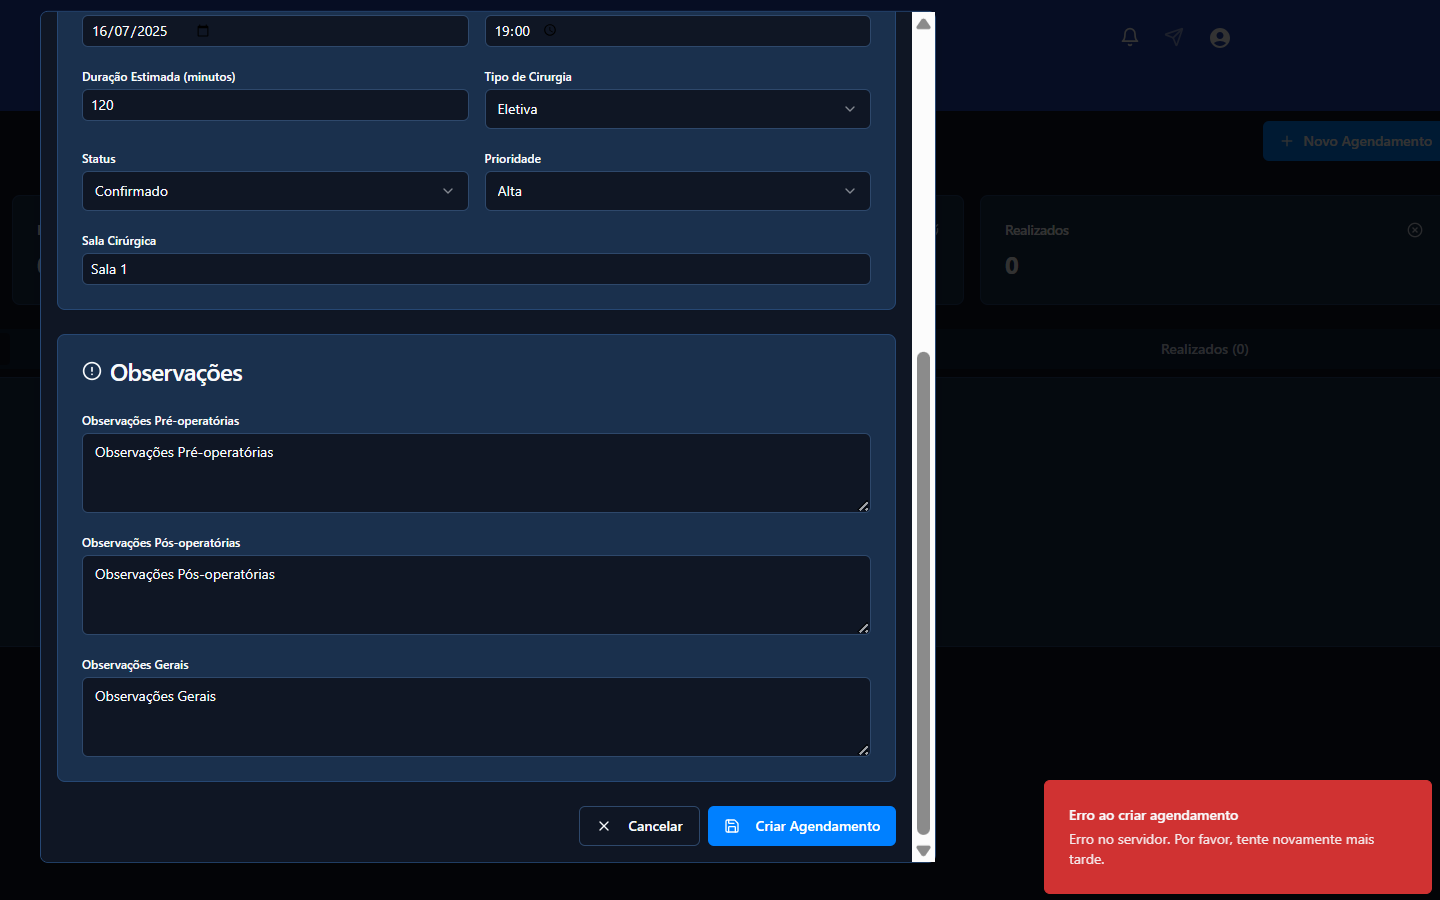 16/07/2025
19:00
Duração Estimada (minutos)
Tipo de Cirurgia
120
Eletiva
Status
Prioridade
Confirmado
Alta
Sala Cirúrgica
Sala 1
Observações
Observações Pré-operatórias
Observações Pré-operatórias
Observações Pós-operatórias
Observações Pós-operatórias
Observações Gerais
Observações Gerais
Cancelar
Criar Agendamento
Novo Agendamento
Realizados
0
Realizados (0)
Erro ao criar agendamento
Erro no servidor. Por favor, tente novamente mais
tarde.